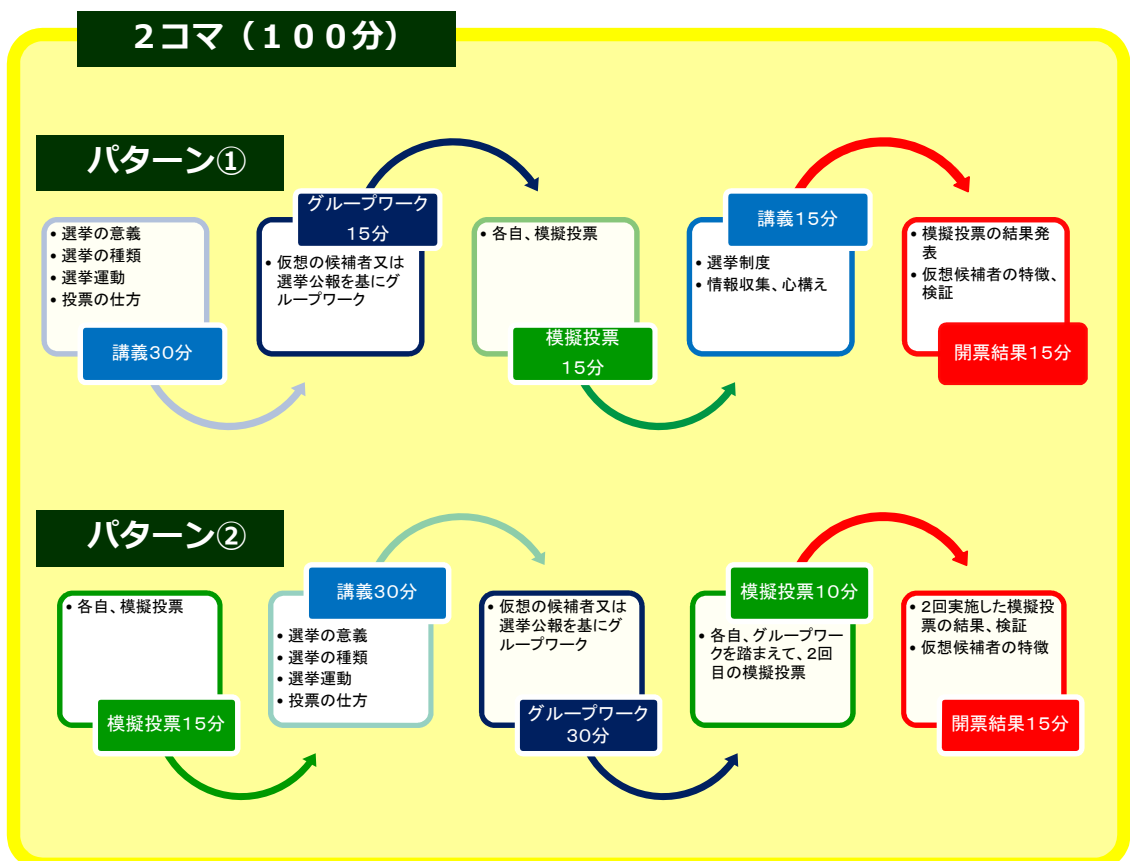 ２コマ（１００分）
パターン①
• 選挙の意義
• 選挙の種類
• 選挙運動
• 投票の仕方
講義30分
グループワーク
15分
• 仮想の候補者又は
選挙公報を基にグ
ループワーク
• 各自、模擬投票
模擬投票
15分
講義15分
• 選挙制度
• 情報収集、心構え
• 模擬投票の結果発
表
• 仮想候補者の特徴、
検証
開票結果15分
パターン②
• 各自、模擬投票
模擬投票15分
講義30分
• 選挙の意義
• 選挙の種類
• 選挙運動
• 投票の仕方
• 仮想の候補者又は
選挙公報を基にグ
ループワーク
グループワーク
30分
模擬投票10分
• 各自、グループワー
クを踏まえて、２回
目の模擬投票
• ２回実施した模擬投
票の結果、検証
• 仮想候補者の特徴
開票結果15分